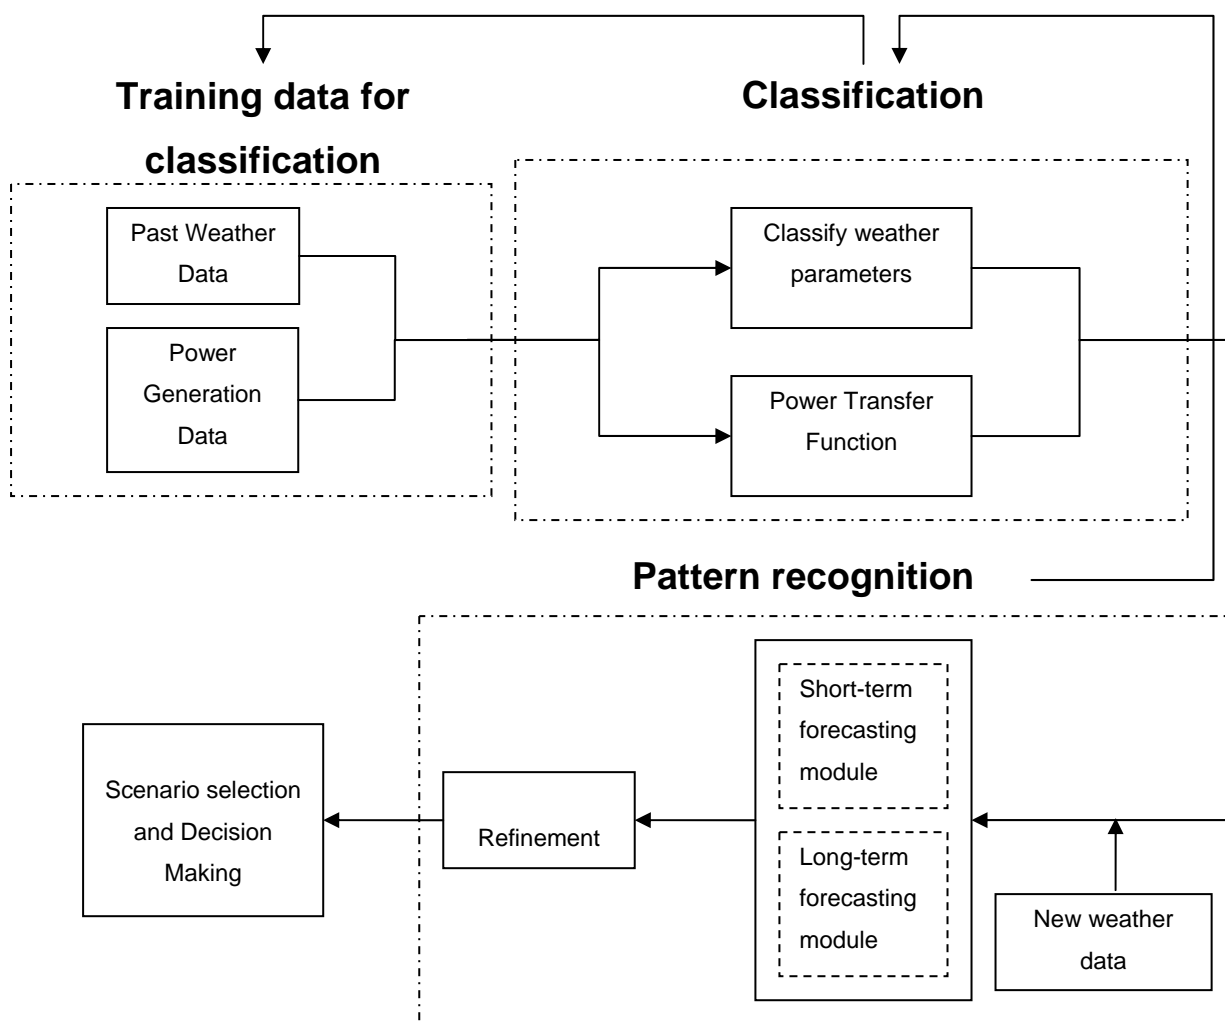 Training data for
classification
Classification
Past Weather
Data
Power
Generation
Data
Classify weather
parameters
Power Transfer
Function
Pattern recognition
Short-term
forecasting
module
Long-term
forecasting
module
New weather
data
Refinement
Scenario selection
and Decision
Making